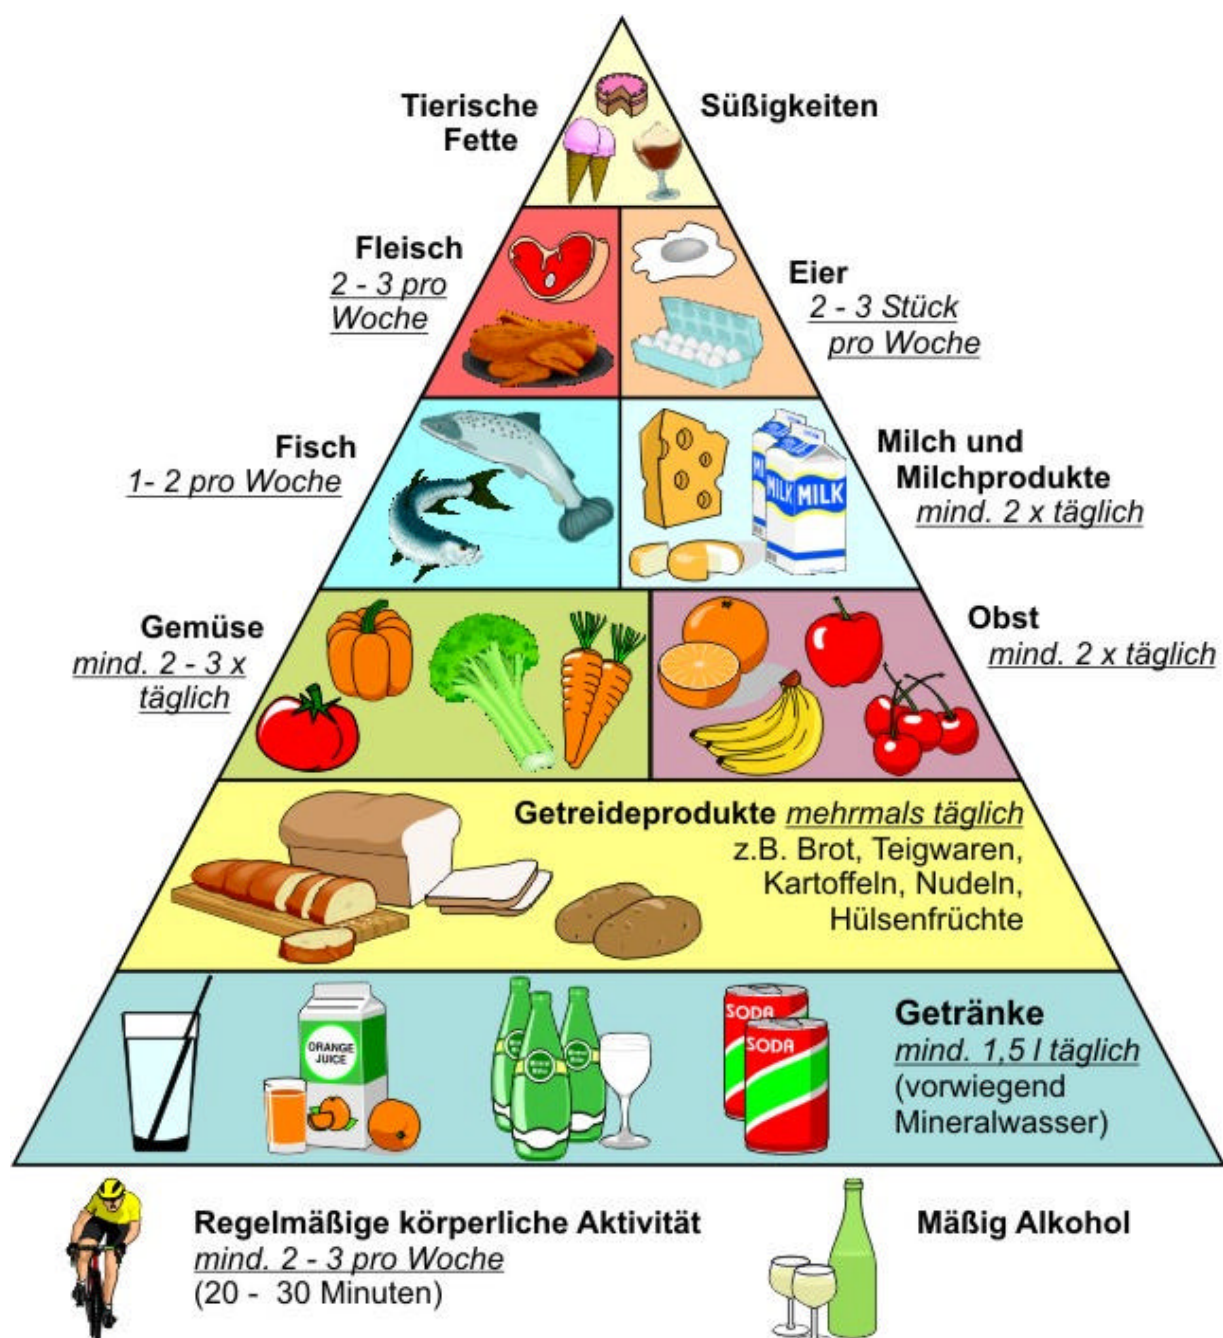 Tierische
Fette
Süßigkeiten
Fleisch
2 - 3 pro
Woche
Eier
2 - 3 Stück
pro Woche
Fisch
1- 2 pro Woche
Milch und
Milchprodukte
mind. 2 x täglich
MILK
MILK
Gemüse
mind. 2 - 3 x
täglich
Obst
mind. 2 x täglich
Getreideprodukte mehrmals täglich
z.B. Brot, Teigwaren,
Kartoffeln, Nudeln,
Hülsenfrüchte
ORANGE
JUICE
SODA
SODA
Getränke
mind. 1,5 l täglich
(vorwiegend
Mineralwasser)
Regelmäßige körperliche Aktivität
mind. 2 - 3 pro Woche
(20 - 30 Minuten)
Mäßig Alkohol